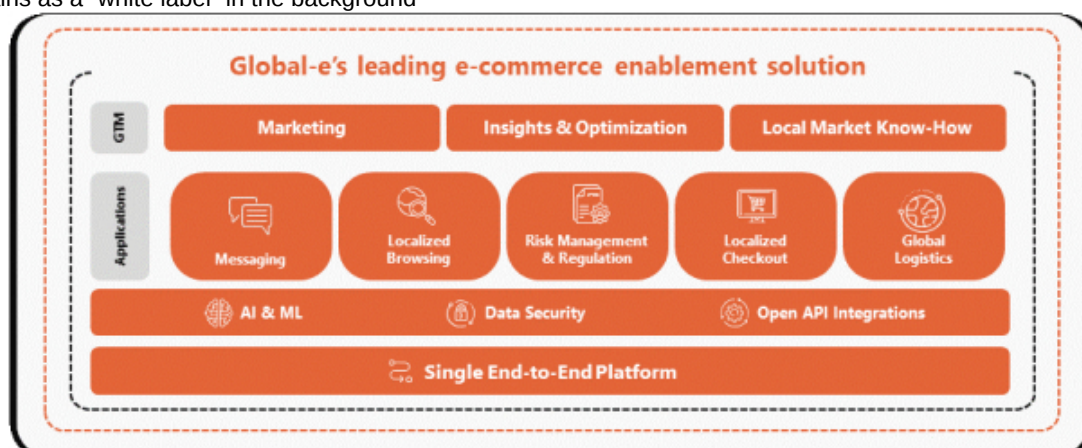 as a 'white label' in the background
Global-e's leading e-commerce enablement solution
GTM
Marketing
Insights & Optimization
Local Market Know-How
Applications
Messaging
Localized
Browsing
Risk Management
& Regulation
Localized
Checkout
Global
Logistics
AI & ML
Data Security
Open API Integrations
Single End-to-End Platform